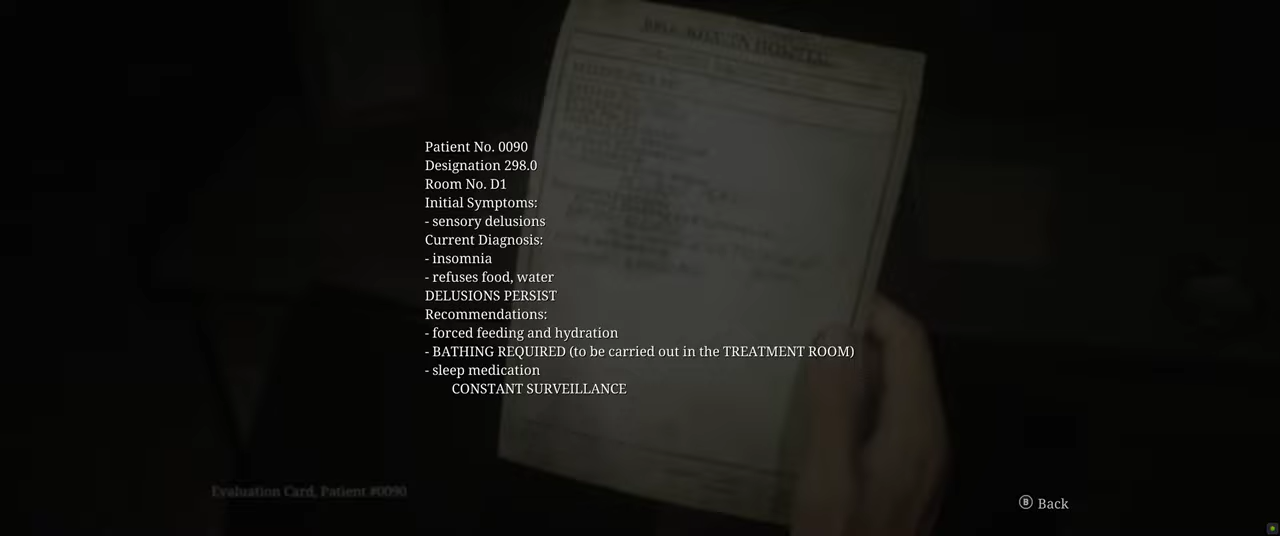 Patient No. 0090
Designation 298.0
Room No. D1
Initial Symptoms:
- sensory delusions
Current Diagnosis:
- insomnia
- refuses food, water
DELUSIONS PERSIST
Recommendations:
- forced feeding and hydration
- BATHING REQUIRED (to be carried out in the TREATMENT ROOM)
- sleep medication
CONSTANT SURVEILLANCE
Evaluation Card, Patient #0090
B Back